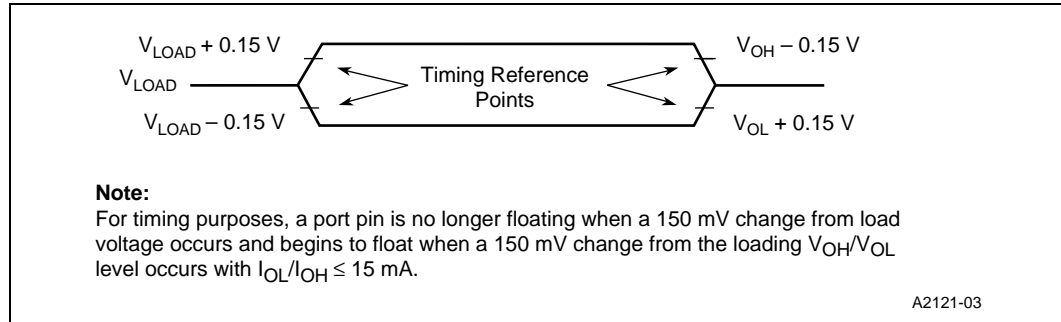 V_LOAD + 0.15 V
V_OH – 0.15 V
V_LOAD
Timing Reference
Points
V_LOAD – 0.15 V
V_OL + 0.15 V
Note:
For timing purposes, a port pin is no longer floating when a 150 mV change from load
voltage occurs and begins to float when a 150 mV change from the loading V_OH/V_OL
level occurs with I_OL/I_OH ≤ 15 mA.
A2121-03